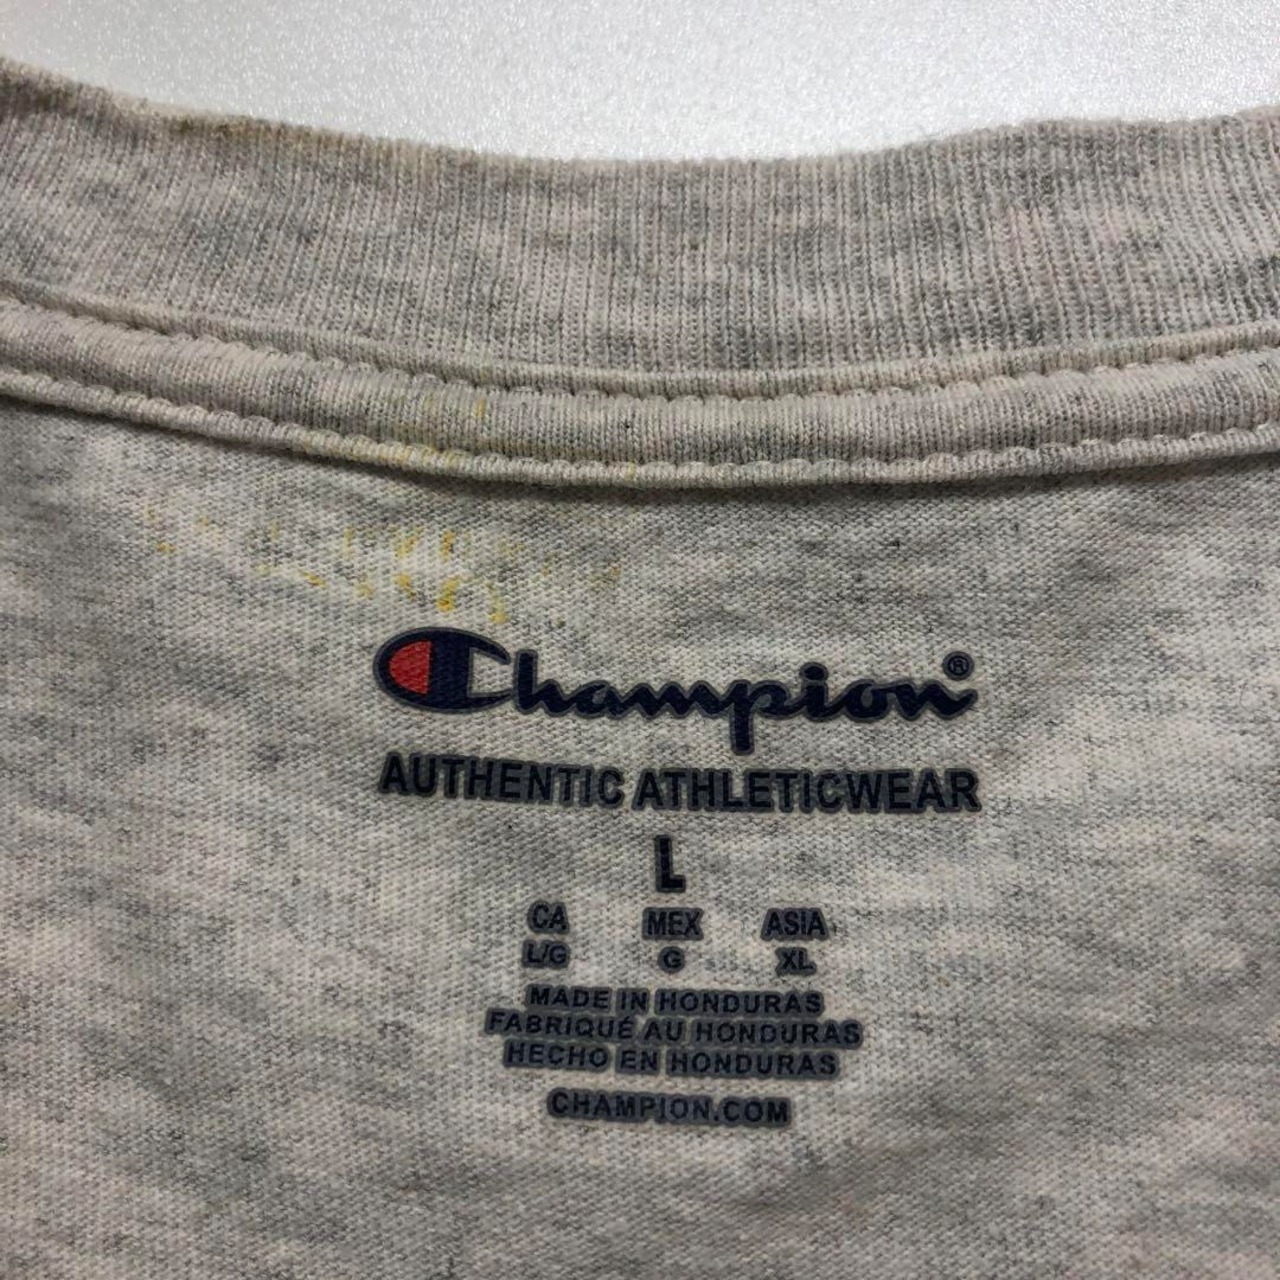 Champion®
AUTHENTIC ATHLETICWEAR
L
CA MEX ASIA
L/G G XL
MADE IN HONDURAS
FABRIQUÉ AU HONDURAS
HECHO EN HONDURAS
CHAMPION.COM